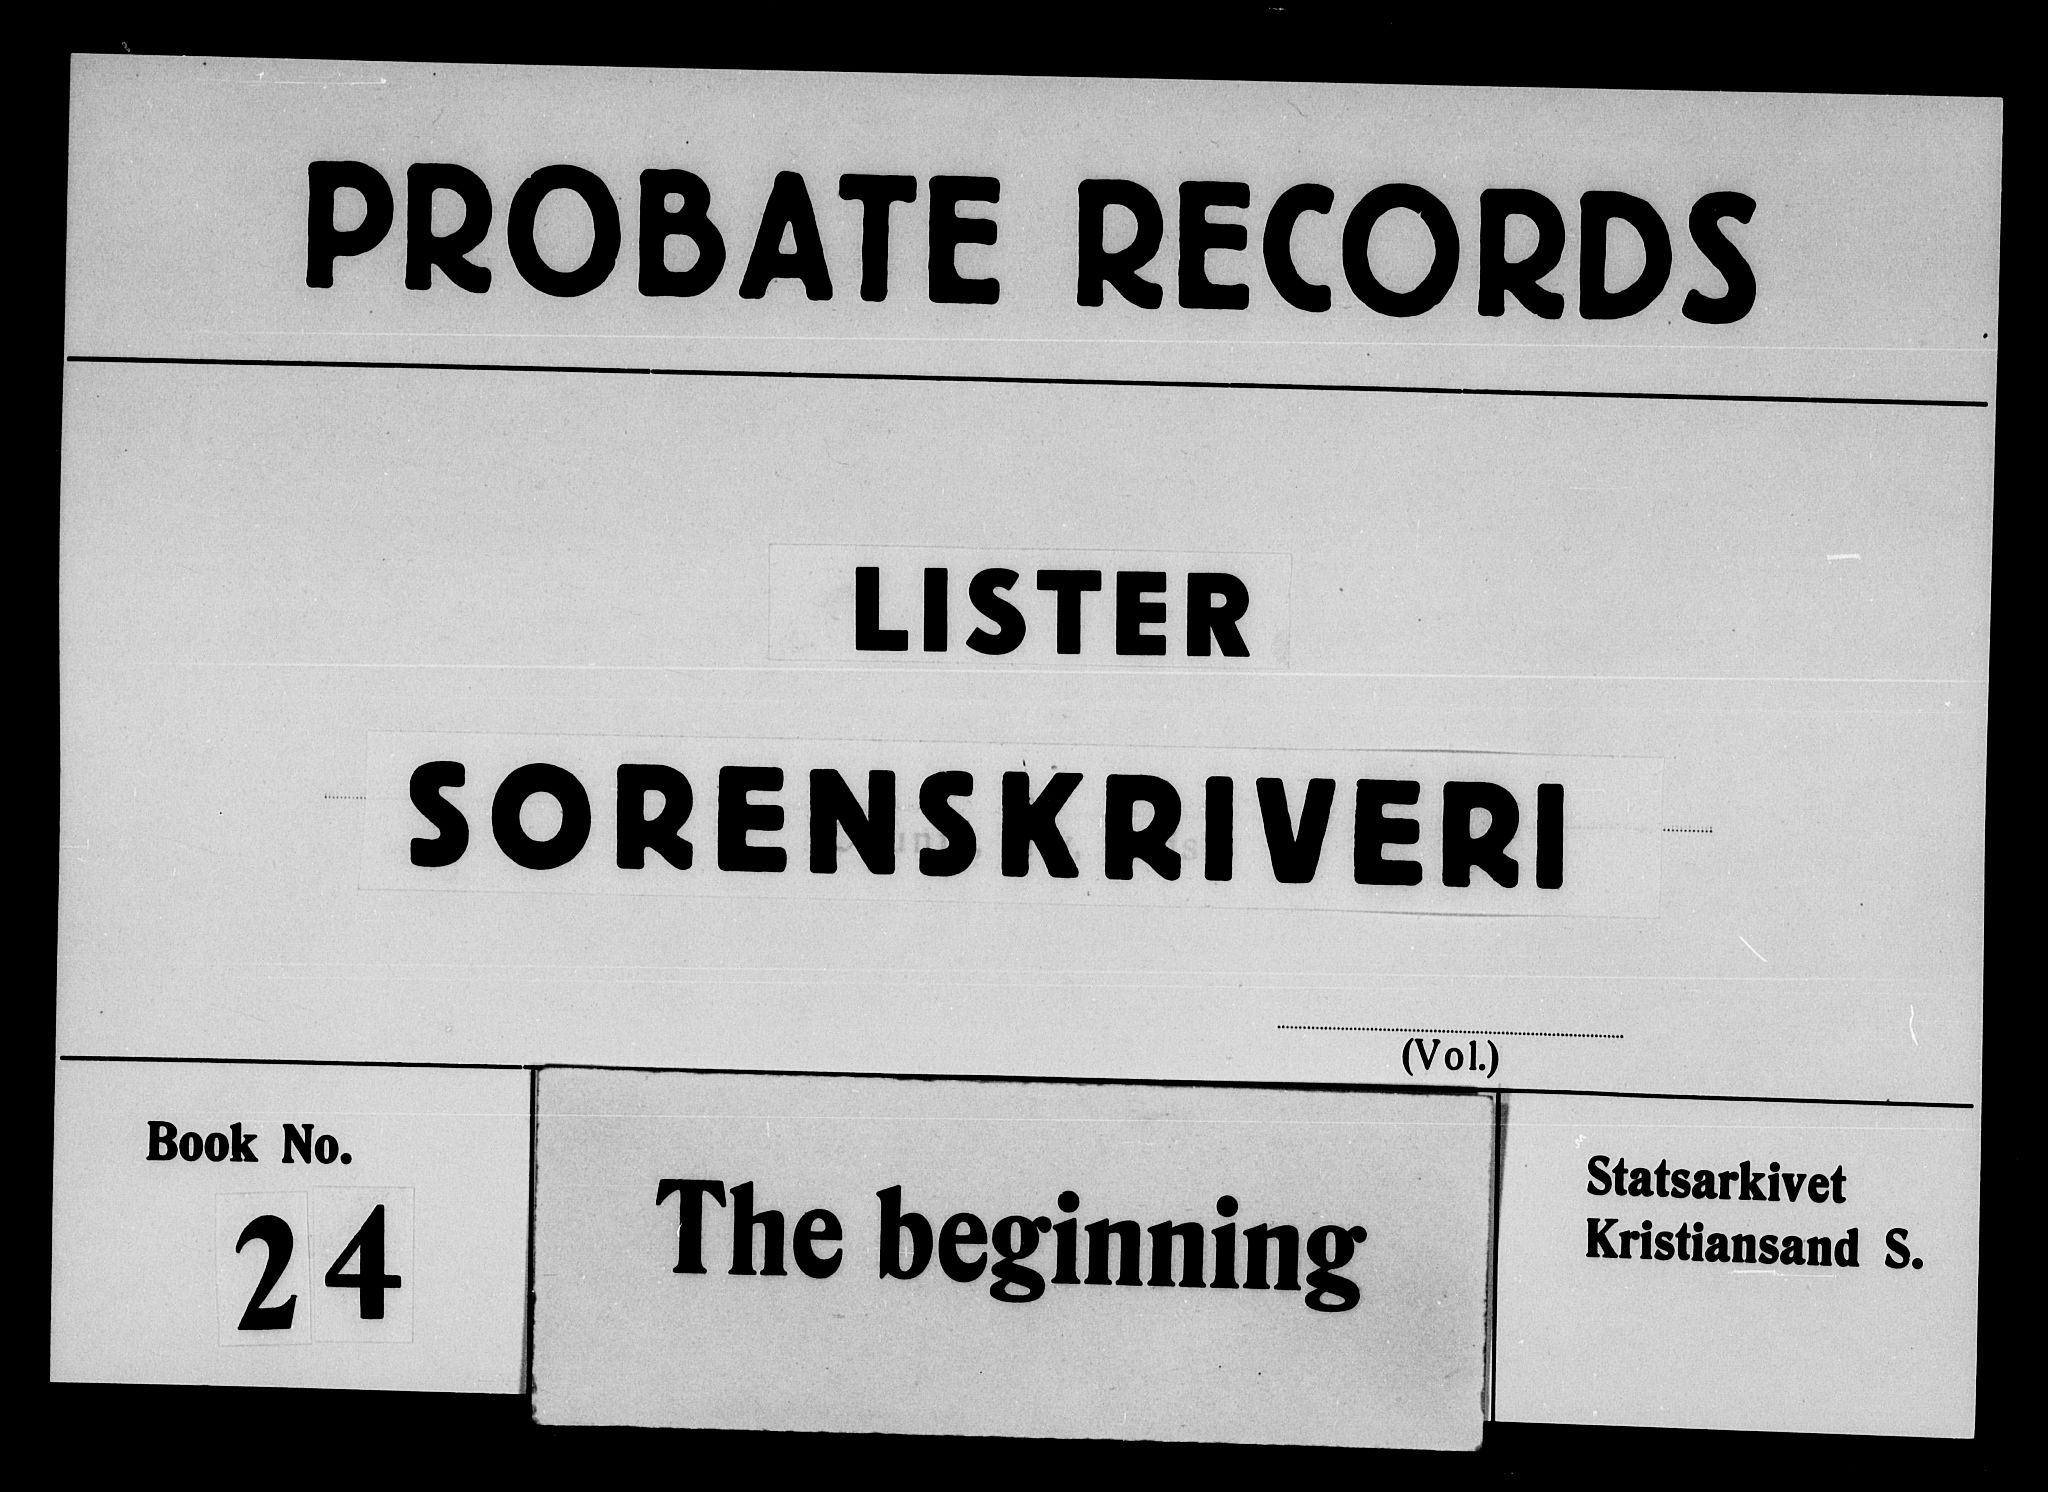 PROBATE RECORDS
LISTER
SORENSKRIVERI
(Vol.)
Book No.
24
The beginning
Statsarkivet
Kristiansand S.